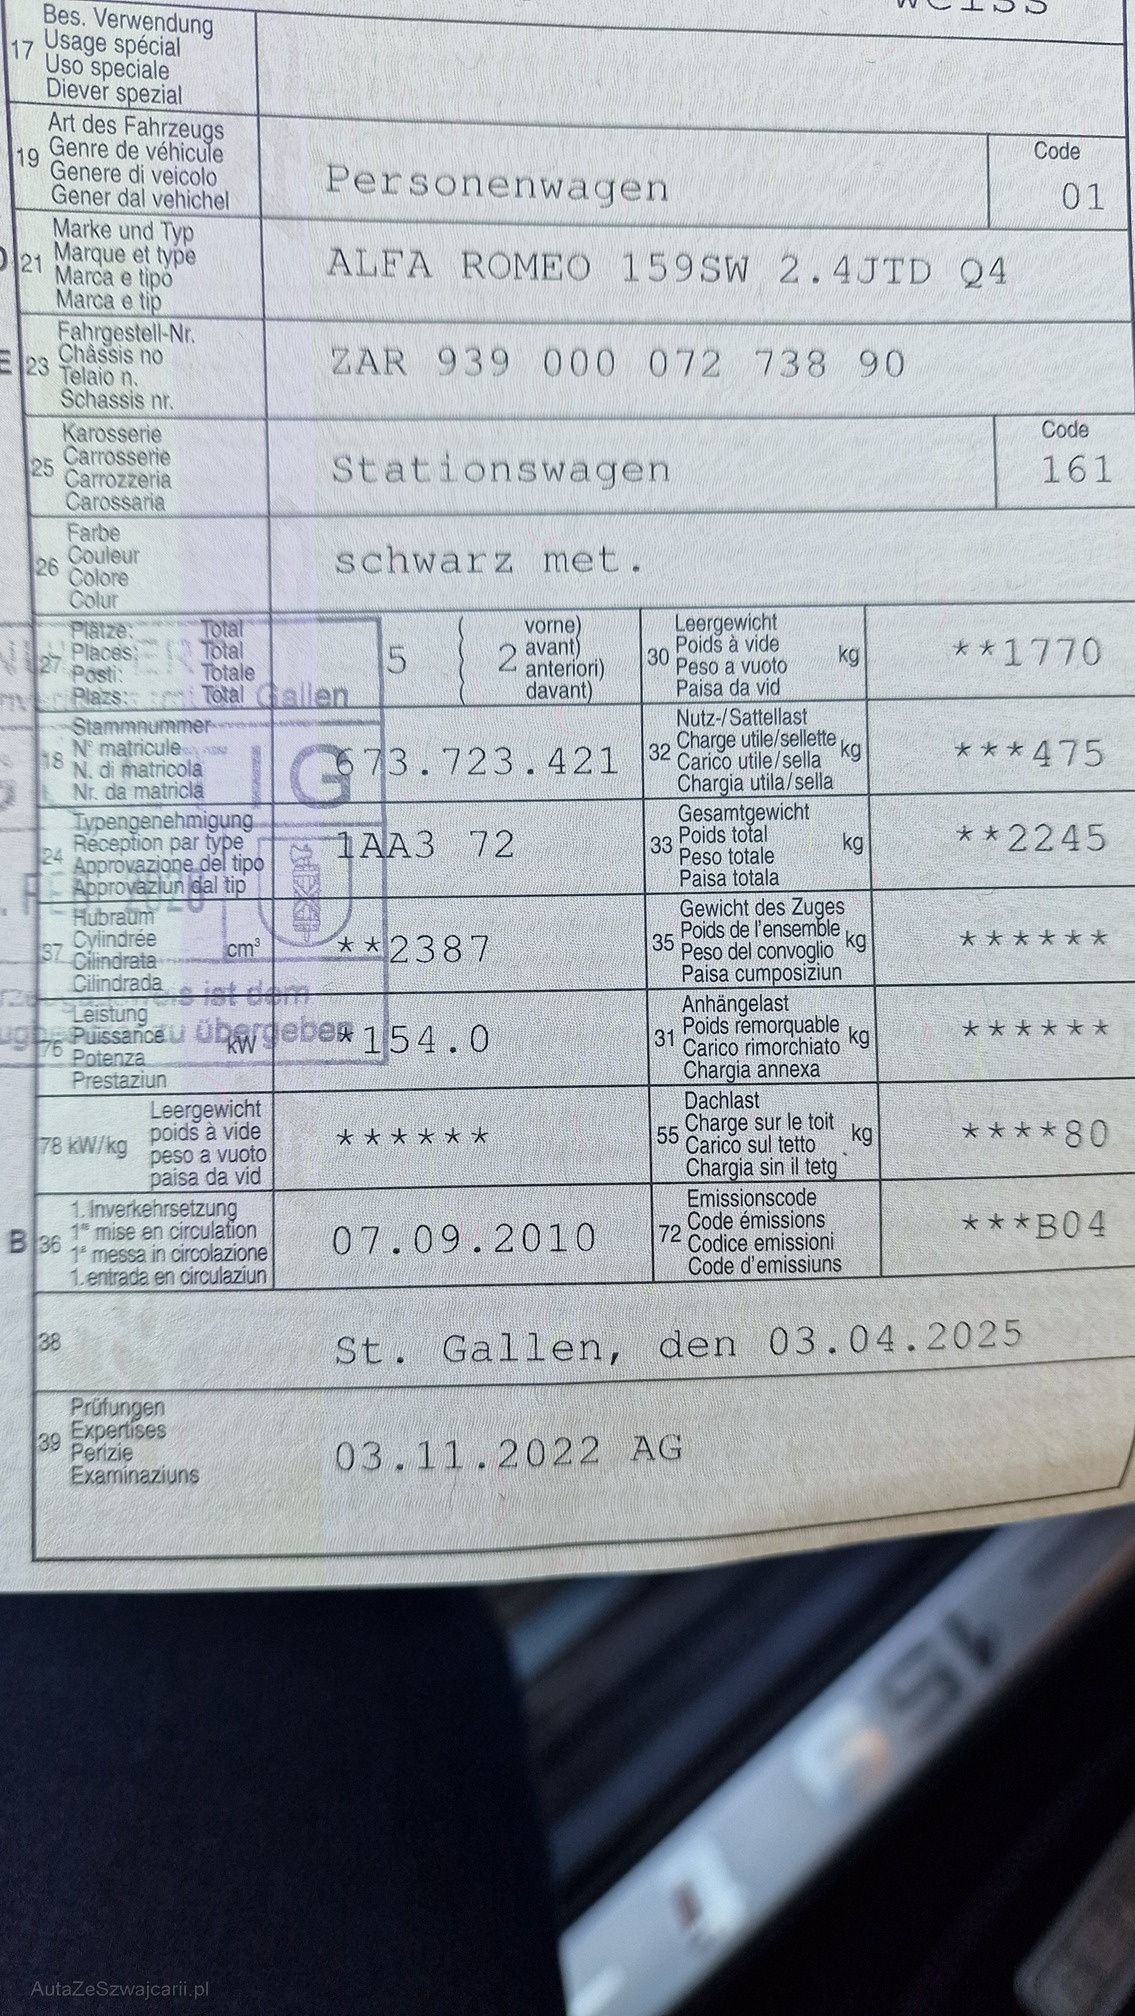 weiss
17 Bes. Verwendung
Usage spécial
Uso speciale
Diever spezial
19 Art des Fahrzeugs
Genre de véhicule
Genere di veicolo
Gener dal vehichel
Personenwagen
Code
01
21 Marke und Typ
Marque et type
Marca e tipo
Marca e tip
ALFA ROMEO 159SW 2.4JTD Q4
E 23 Fahrgestell-Nr.
Châssis no
Telaio n.
Schassis nr.
ZAR 939 000 072 738 90
25 Karosserie
Carrosserie
Carrozzeria
Carossaria
Stationswagen
Code
161
26 Farbe
Couleur
Colore
Colur
schwarz met.
27 Plätze: Total
Places: Total
Posti: Totale
Plazs: Total
5 2 vorne)
avant)
anteriori)
davant)
30 Leergewicht
Poids à vide
Peso a vuoto
Paisa da vid
kg
**1770
18 Stammnummer
N° matricule
N. di matricola
Nr. da matricla
673.723.421
32 Nutz-/Sattellast
Charge utile/sellette
Carico utile/sella
Chargia utila/sella
kg
***475
24 Typengenehmigung
Réception par type
Approvazione del tipo
Approvaziun dal tip
1AA3 72
33 Gesamtgewicht
Poids total
Peso totale
Paisa totala
kg
**2245
37 Hubraum
Cylindrée
Cilindrata
Cilindrada
cm³
**2387
35 Gewicht des Zuges
Poids de l'ensemble
Peso del convoglio
Paisa cumposiziun
kg
******
76 Leistung
Puissance
Potenza
Prestaziun
kW
*154.0
31 Anhängelast
Poids remorquable
Carico rimorchiato
Chargia annexa
kg
******
78 kW/kg Leergewicht
poids à vide
peso a vuoto
paisa da vid
******
55 Dachlast
Charge sur le toit
Carico sul tetto
Chargia sin il tetg
kg
****80
B 36 1. Inverkehrsetzung
1re mise en circulation
1a messa in circolazione
1. entrada en circulaziun
07.09.2010
72 Emissionscode
Code émissions
Codice emissioni
Code d'emissiuns
***B04
38 St. Gallen, den 03.04.2025
39 Prüfungen
Expertises
Perizie
Examinaziuns
03.11.2022 AG
Gallen
SG
ist dem
zu übergeben
AutaZeSzwajcarii.pl